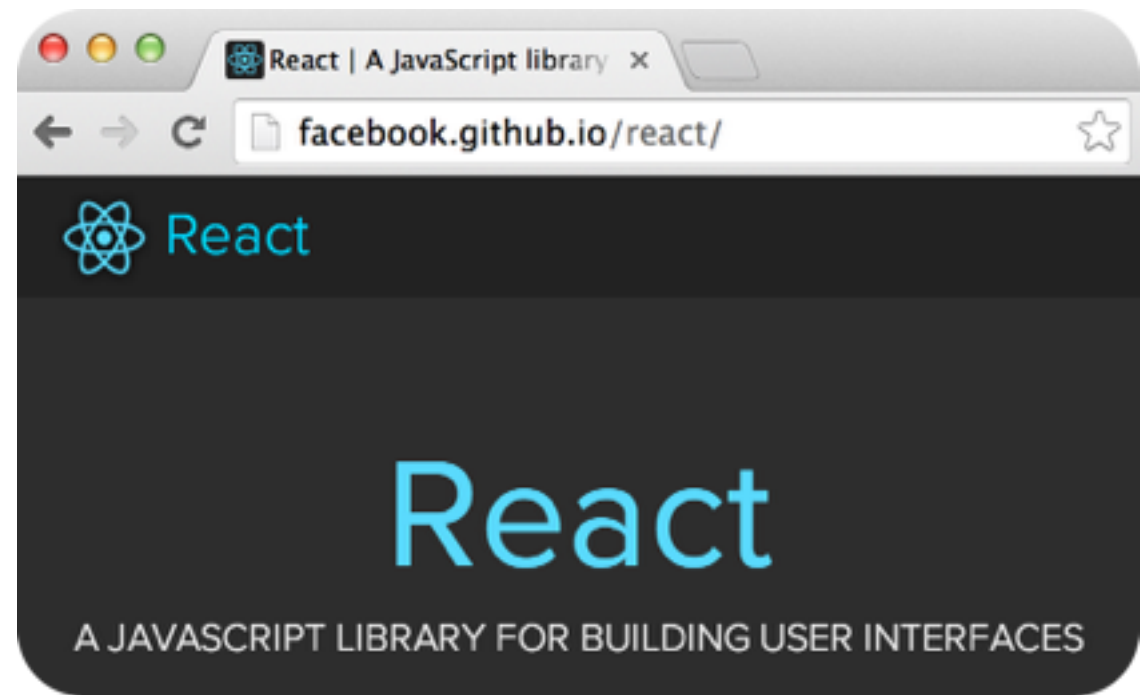 React | A JavaScript library
facebook.github.io/react/
React
React
A JAVASCRIPT LIBRARY FOR BUILDING USER INTERFACES